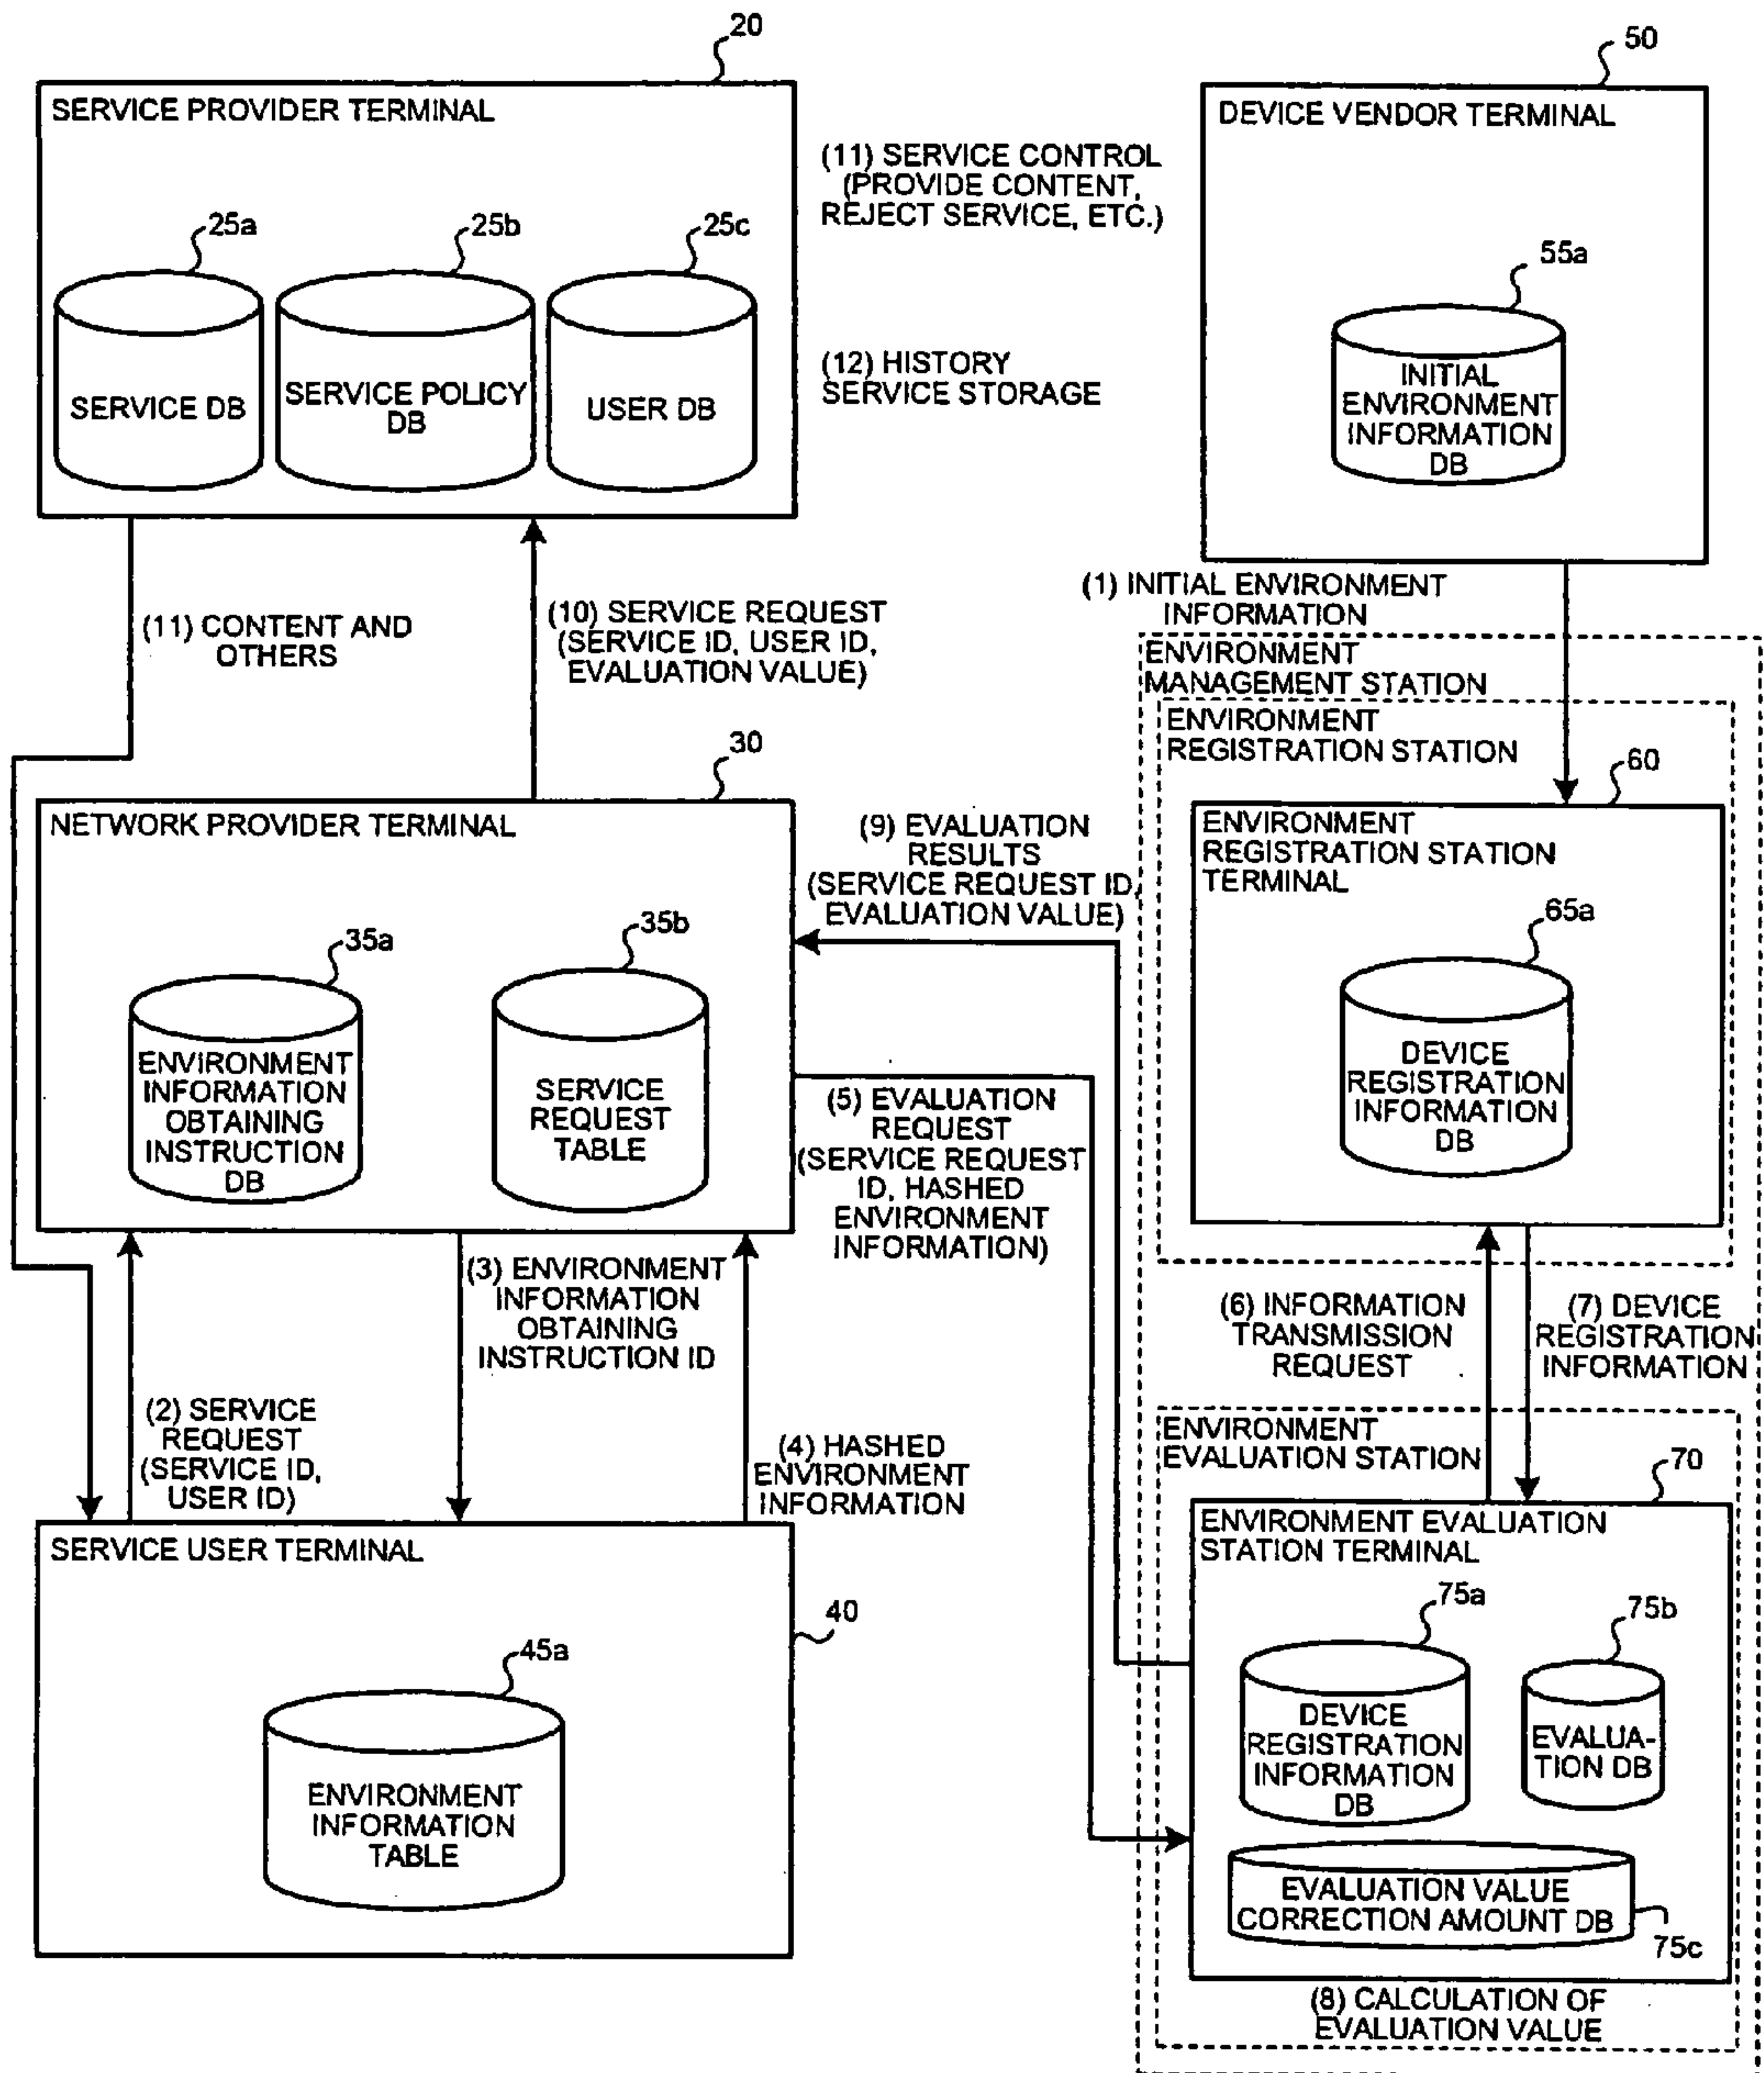 20
SERVICE PROVIDER TERMINAL
25a
25b
25c
SERVICE DB
SERVICE POLICY
DB
USER DB
(11) SERVICE CONTROL
(PROVIDE CONTENT,
REJECT SERVICE, ETC.)
(12) HISTORY
SERVICE STORAGE
50
DEVICE VENDOR TERMINAL
55a
INITIAL
ENVIRONMENT
INFORMATION
DB
(11) CONTENT AND
OTHERS
(10) SERVICE REQUEST
(SERVICE ID, USER ID,
EVALUATION VALUE)
(1) INITIAL ENVIRONMENT
INFORMATION
ENVIRONMENT
MANAGEMENT STATION
ENVIRONMENT
REGISTRATION STATION
60
ENVIRONMENT
REGISTRATION STATION
TERMINAL
65a
DEVICE
REGISTRATION
INFORMATION
DB
30
NETWORK PROVIDER TERMINAL
35a
35b
ENVIRONMENT
INFORMATION
OBTAINING
INSTRUCTION
DB
SERVICE
REQUEST
TABLE
(9) EVALUATION
RESULTS
(SERVICE REQUEST ID,
EVALUATION VALUE)
(5) EVALUATION
REQUEST
(SERVICE REQUEST
ID, HASHED
ENVIRONMENT
INFORMATION)
(2) SERVICE
REQUEST
(SERVICE ID,
USER ID)
(3) ENVIRONMENT
INFORMATION
OBTAINING
INSTRUCTION ID
(4) HASHED
ENVIRONMENT
INFORMATION
(6) INFORMATION
TRANSMISSION
REQUEST
(7) DEVICE
REGISTRATION
INFORMATION
SERVICE USER TERMINAL
40
45a
ENVIRONMENT
INFORMATION
TABLE
ENVIRONMENT
EVALUATION STATION
70
ENVIRONMENT EVALUATION
STATION TERMINAL
75a
75b
DEVICE
REGISTRATION
INFORMATION
DB
EVALUA-
TION DB
EVALUATION VALUE
CORRECTION AMOUNT DB
75c
(8) CALCULATION OF
EVALUATION VALUE